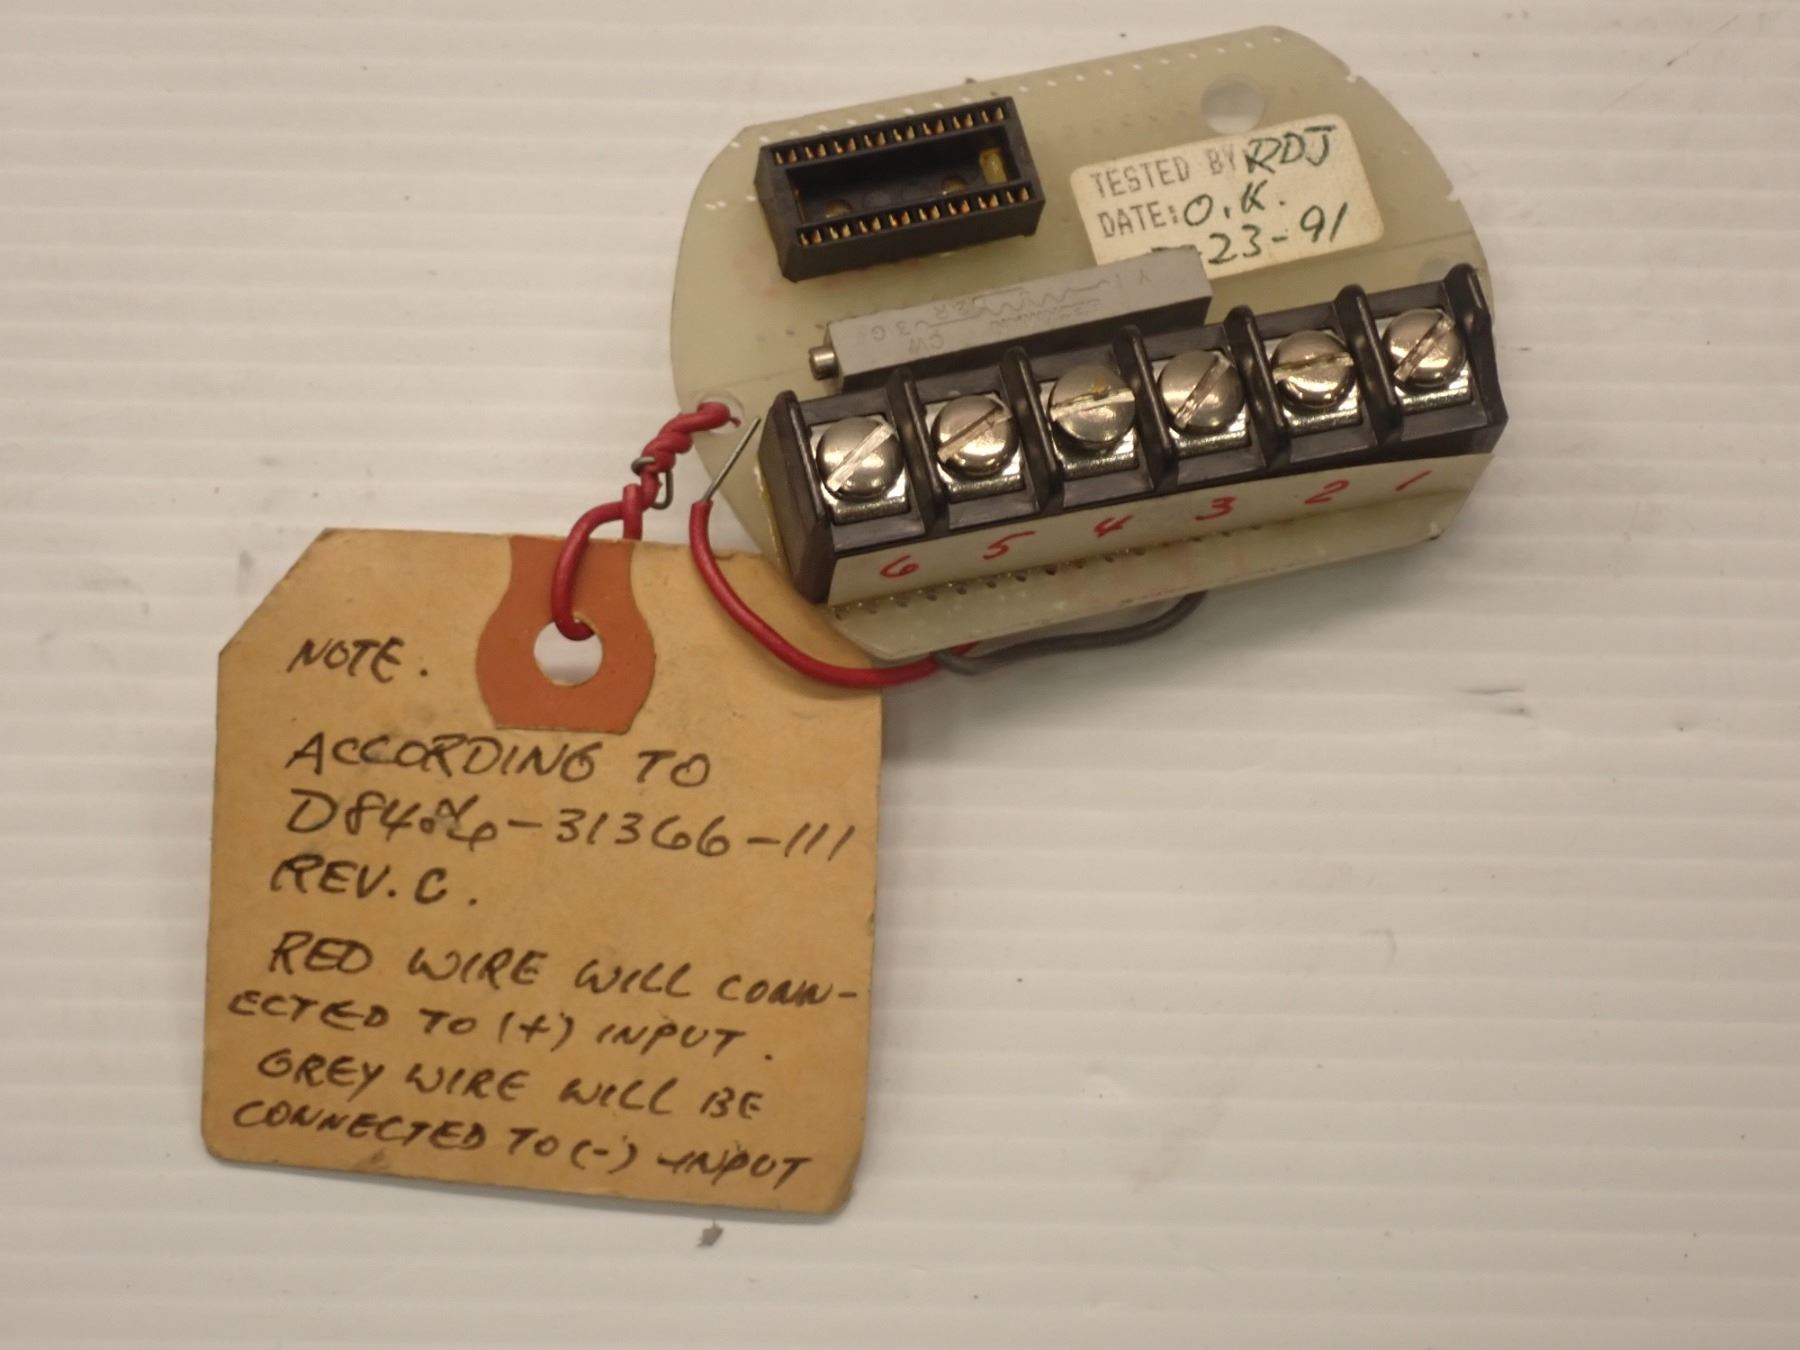 TESTED BY RDJ
DATE: O.K.
-23-91
CW
6 5 4 3 2 1
NOTE.
ACCORDING TO
-31366-111
REV. C.
RED WIRE WILL CONN-
ECTED TO (+) INPUT.
GREY WIRE WILL BE
CONNECTED TO (-) INPUT